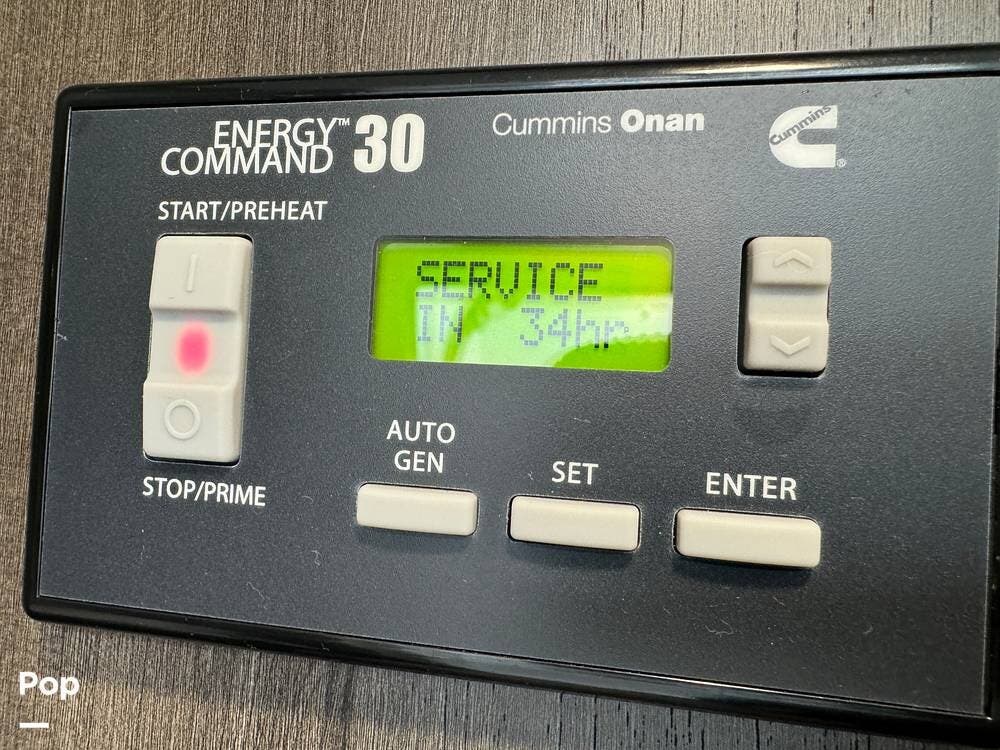 ENERGY™
COMMAND 30
Cummins Onan
Cummins
®
START/PREHEAT
I
O
STOP/PRIME
SERVICE
IN 34hr
AUTO
GEN
SET
ENTER
Pop